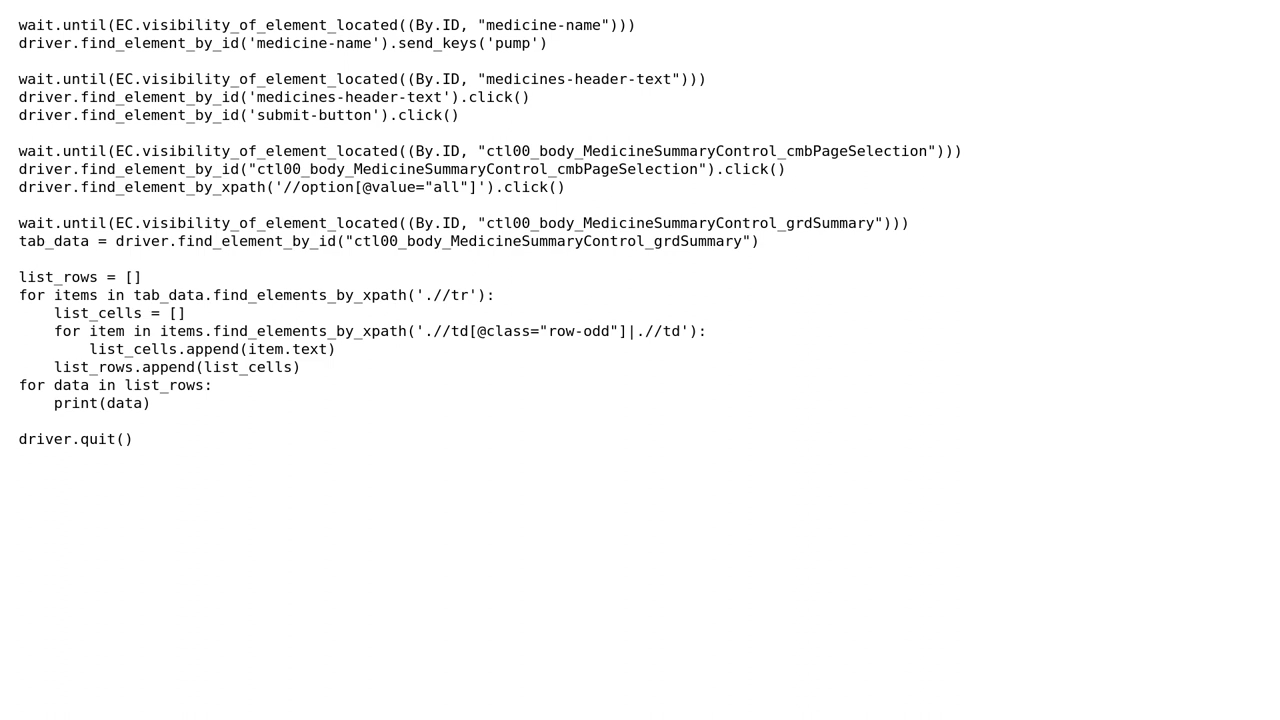 wait.until(EC.visibility_of_element_located((By.ID, "medicine-name")))
driver.find_element_by_id('medicine-name').send_keys('pump')

wait.until(EC.visibility_of_element_located((By.ID, "medicines-header-text")))
driver.find_element_by_id('medicines-header-text').click()
driver.find_element_by_id('submit-button').click()

wait.until(EC.visibility_of_element_located((By.ID, "ctl00_body_MedicineSummaryControl_cmbPageSelection")))
driver.find_element_by_id("ctl00_body_MedicineSummaryControl_cmbPageSelection").click()
driver.find_element_by_xpath('//option[@value="all"]').click()

wait.until(EC.visibility_of_element_located((By.ID, "ctl00_body_MedicineSummaryControl_grdSummary")))
tab_data = driver.find_element_by_id("ctl00_body_MedicineSummaryControl_grdSummary")

list_rows = []
for items in tab_data.find_elements_by_xpath('.//tr'):
    list_cells = []
    for item in items.find_elements_by_xpath('.//td[@class="row-odd"]|.//td'):
        list_cells.append(item.text)
    list_rows.append(list_cells)
for data in list_rows:
    print(data)

driver.quit()